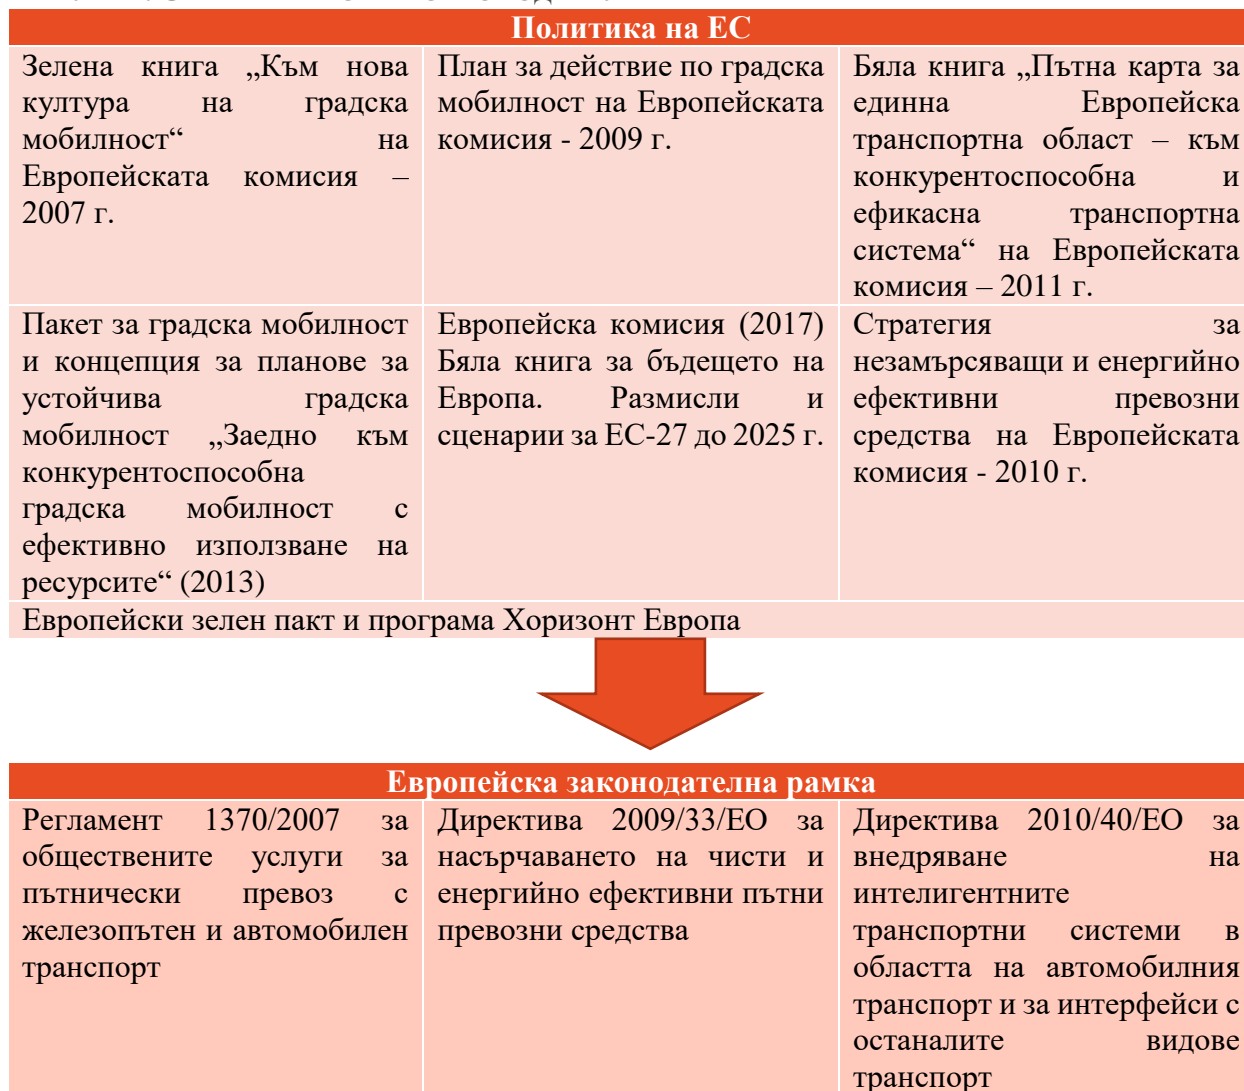 Политика на ЕС
Зелена книга „Към нова
култура на градска
мобилност“ на
Европейската комисия –
2007 г.
План за действие по градска
мобилност на Европейската
комисия - 2009 г.
Бяла книга „Пътна карта за
единна Европейска
транспортна област – към
конкурентоспособна и
ефикасна транспортна
система“ на Европейската
комисия – 2011 г.
Пакет за градска мобилност
и концепция за планове за
устойчива градска
мобилност „Заедно към
конкурентоспособна
градска мобилност с
ефективно използване на
ресурсите“ (2013)
Европейска комисия (2017)
Бяла книга за бъдещето на
Европа. Размисли и
сценарии за ЕС-27 до 2025 г.
Стратегия за
незамърсяващи и енергийно
ефективни превозни
средства на Европейската
комисия - 2010 г.
Европейски зелен пакт и програма Хоризонт Европа
Европейска законодателна рамка
Регламент 1370/2007 за
обществените услуги за
пътнически превоз с
железопътен и автомобилен
транспорт
Директива 2009/33/ЕО за
насърчаването на чисти и
енергийно ефективни пътни
превозни средства
Директива 2010/40/ЕО за
внедряване на
интелигентните
транспортни системи в
областта на автомобилния
транспорт и за интерфейси с
останалите видове
транспорт